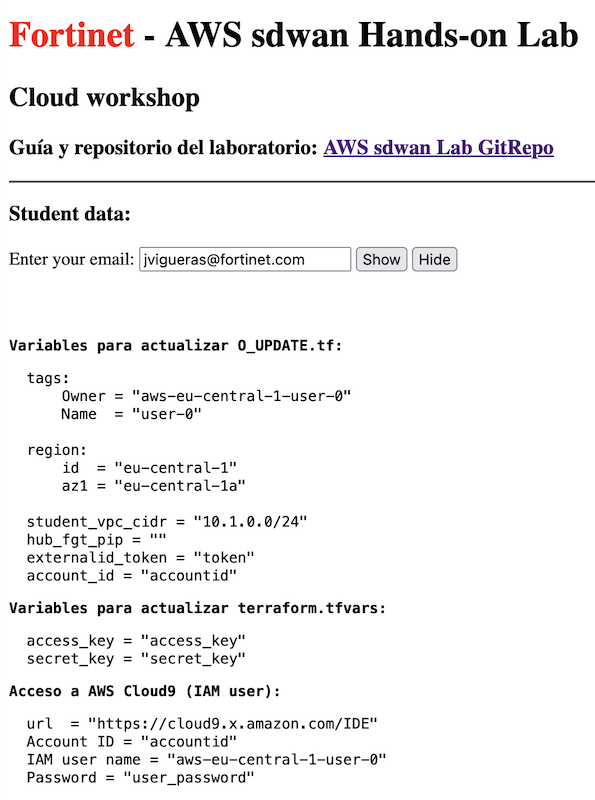 Fortinet - AWS sdwan Hands-on Lab
Cloud workshop
Guía y repositorio del laboratorio: AWS sdwan Lab GitRepo
Student data:
Enter your email: jvigueras@fortinet.com Show Hide
Variables para actualizar O_UPDATE.tf:
tags:
Owner = "aws-eu-central-1-user-0"
Name = "user-0"
region:
id = "eu-central-1"
az1 = "eu-central-1a"
student_vpc_cidr = "10.1.0.0/24"
hub_fgt_pip = ""
externalid_token = "token"
account_id = "accountid"
Variables para actualizar terraform.tfvars:
access_key = "access_key"
secret_key = "secret_key"
Acceso a AWS Cloud9 (IAM user):
url = "https://cloud9.x.amazon.com/IDE"
Account ID = "accountid"
IAM user name = "aws-eu-central-1-user-0"
Password = "user_password"